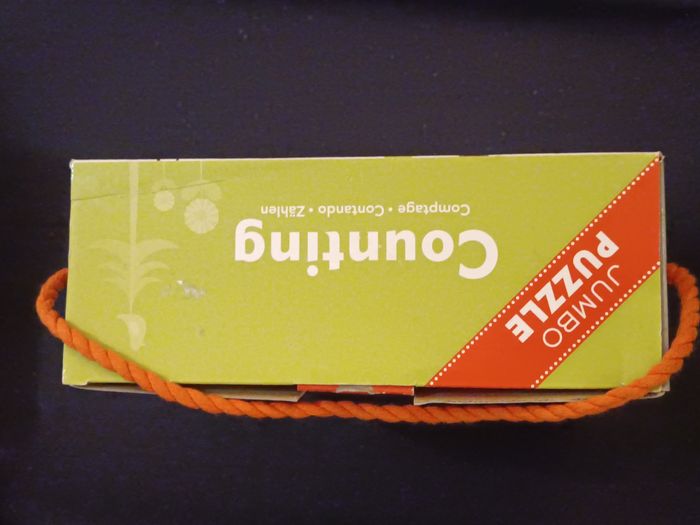 Counting
Comptage • Contando • Zählen
JUMBO
PUZZLE